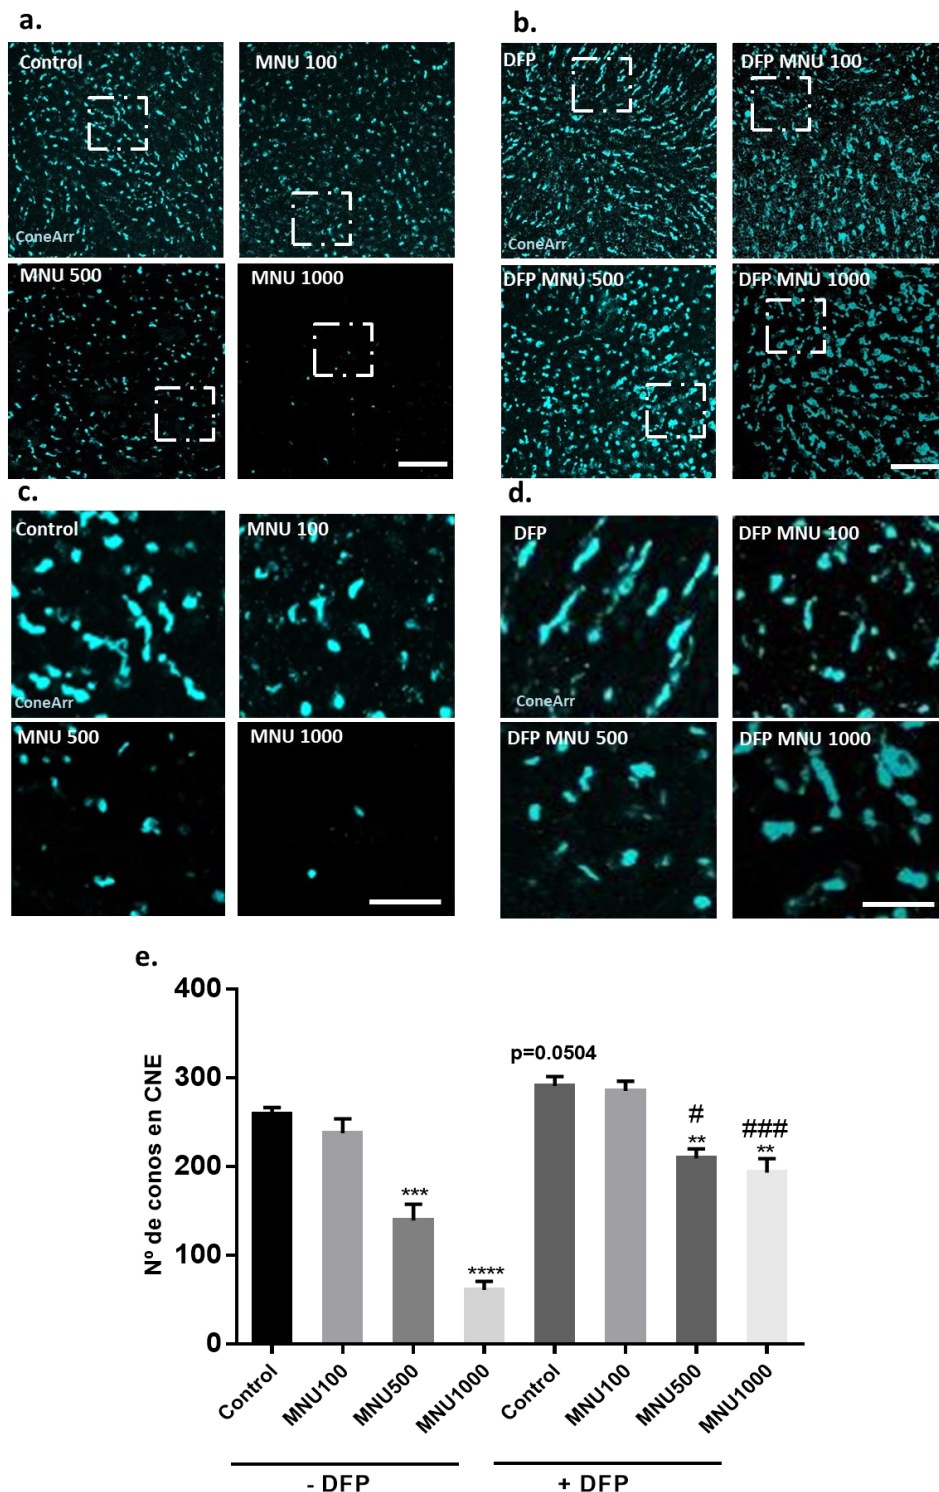 a.
b.
Control
MNU 100
DFP
DFP MNU 100
ConeArr
ConeArr
MNU 500
MNU 1000
DFP MNU 500
DFP MNU 1000
c.
d.
Control
MNU 100
DFP
DFP MNU 100
ConeArr
ConeArr
MNU 500
MNU 1000
DFP MNU 500
DFP MNU 1000
e.
Nº de conos en CNE
400
300
200
100
0
***
****
p=0.0504
#
**
###
**
Control
MNU100
MNU500
MNU1000
Control
MNU100
MNU500
MNU1000
- DFP
+ DFP